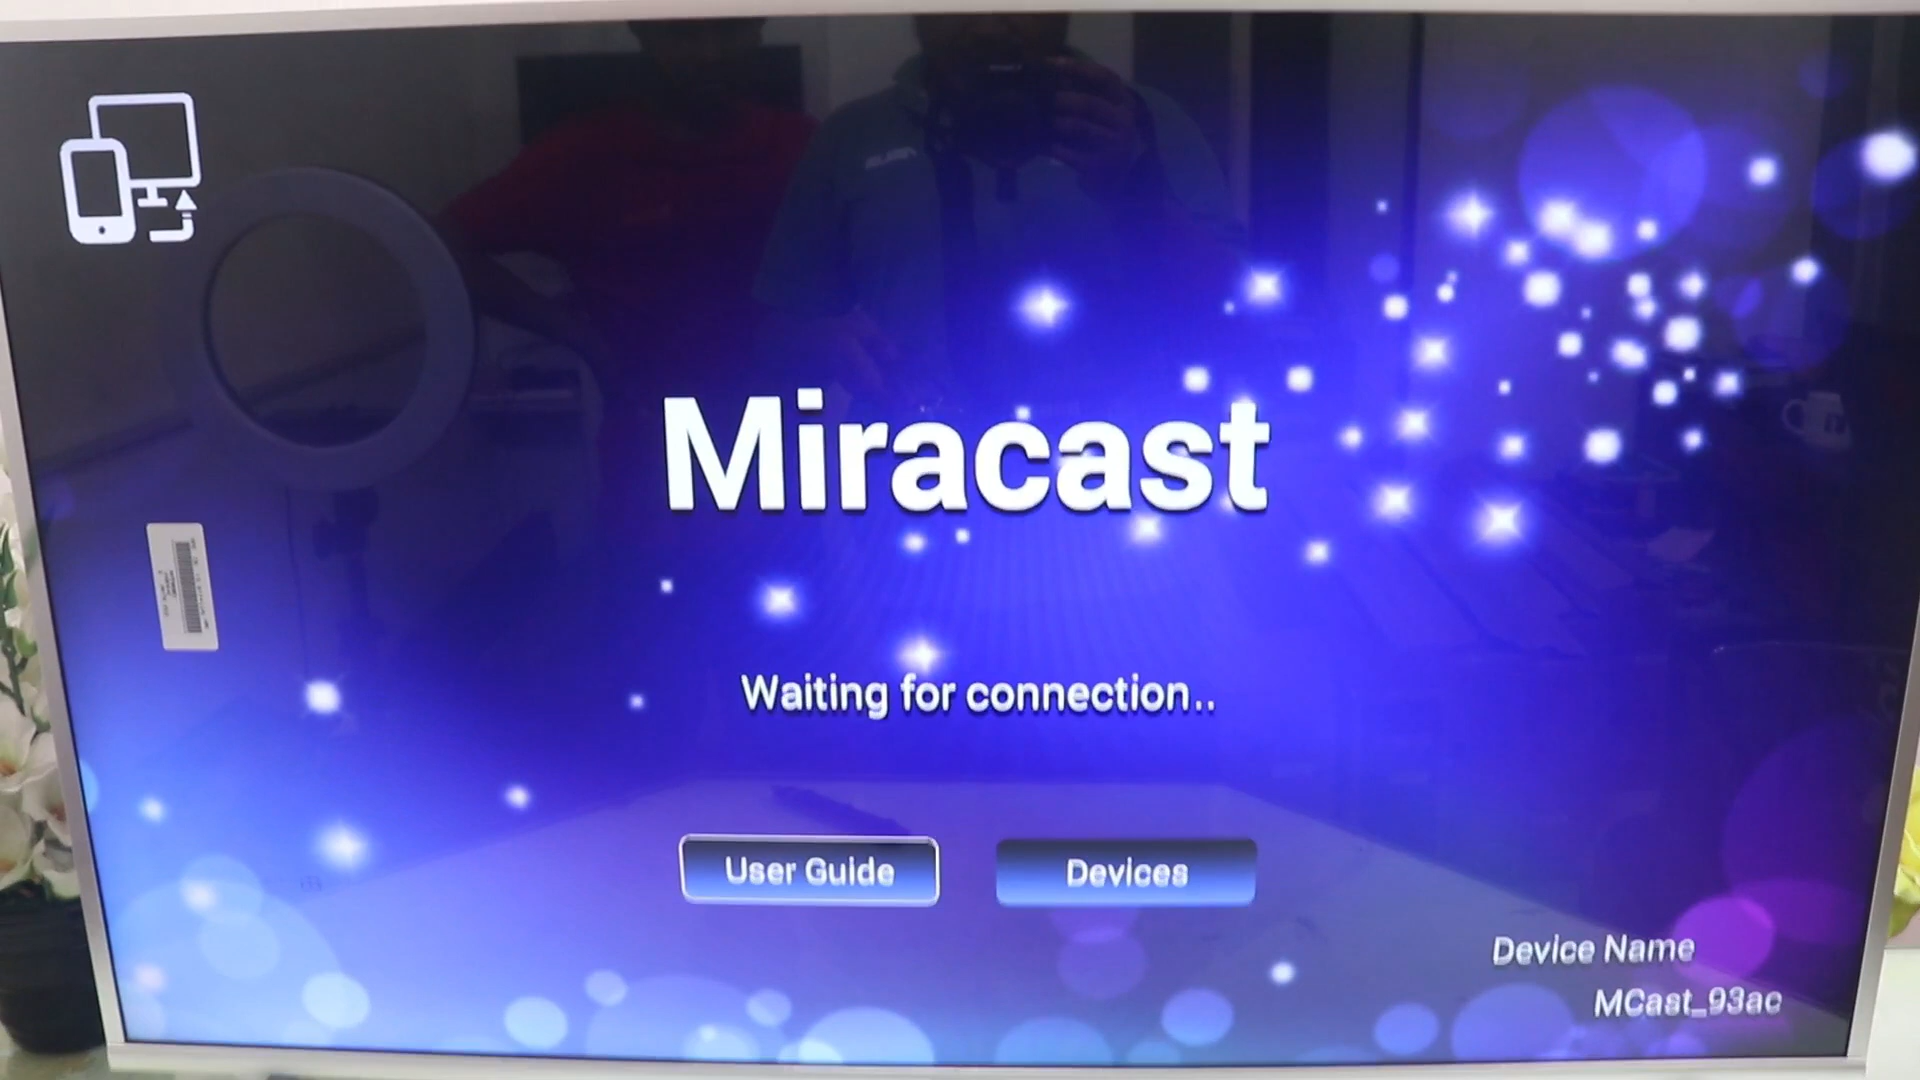 Miracast
Waiting for connection..
User Guide
Devices
Device Name
MCast_93ac